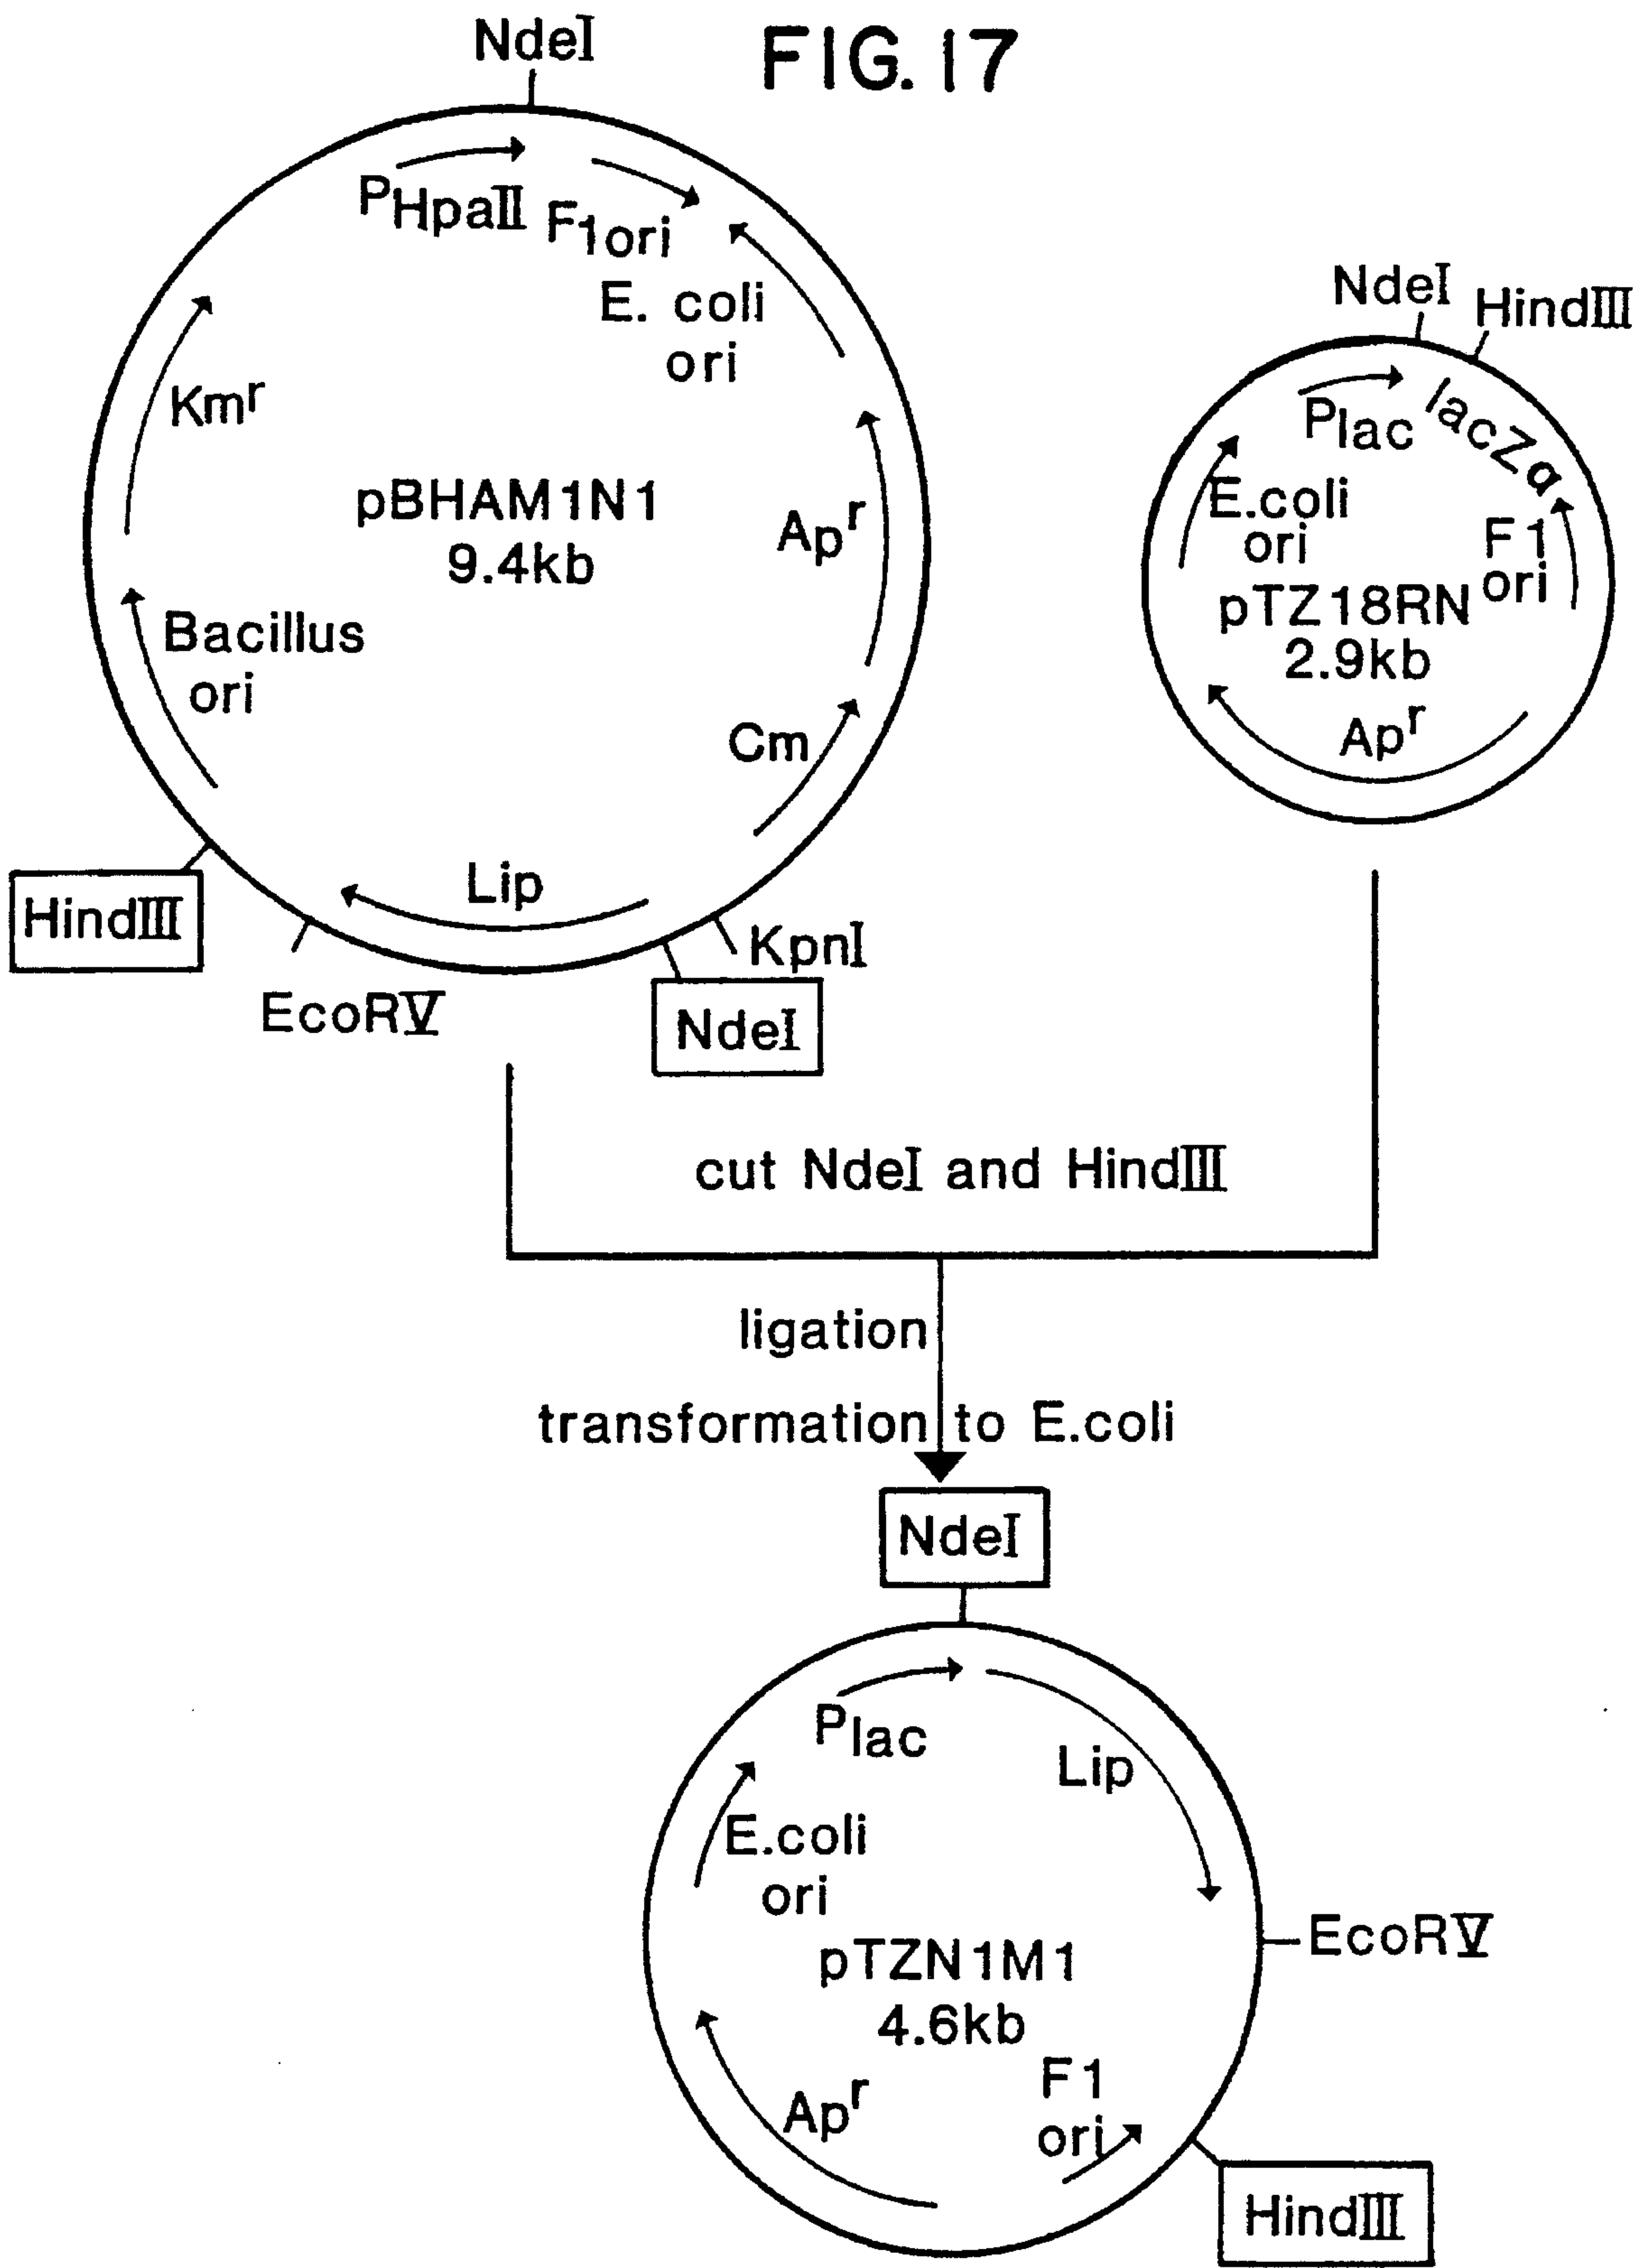 FIG. 17
NdeI
PHpaII
F1ori
E. coli
ori
Kmr
pBHAM1N1
9.4kb
Apr
Bacillus
ori
Cm
Lip
HindIII
EcoRV
KpnI
NdeI
NdeI
HindIII
Plac
lacZα
E.coli
ori
F1
ori
pTZ18RN
2.9kb
Apr
cut NdeI and HindIII
ligation
transformation to E.coli
NdeI
Plac
Lip
E.coli
ori
EcoRV
pTZN1M1
4.6kb
F1
ori
Apr
HindIII